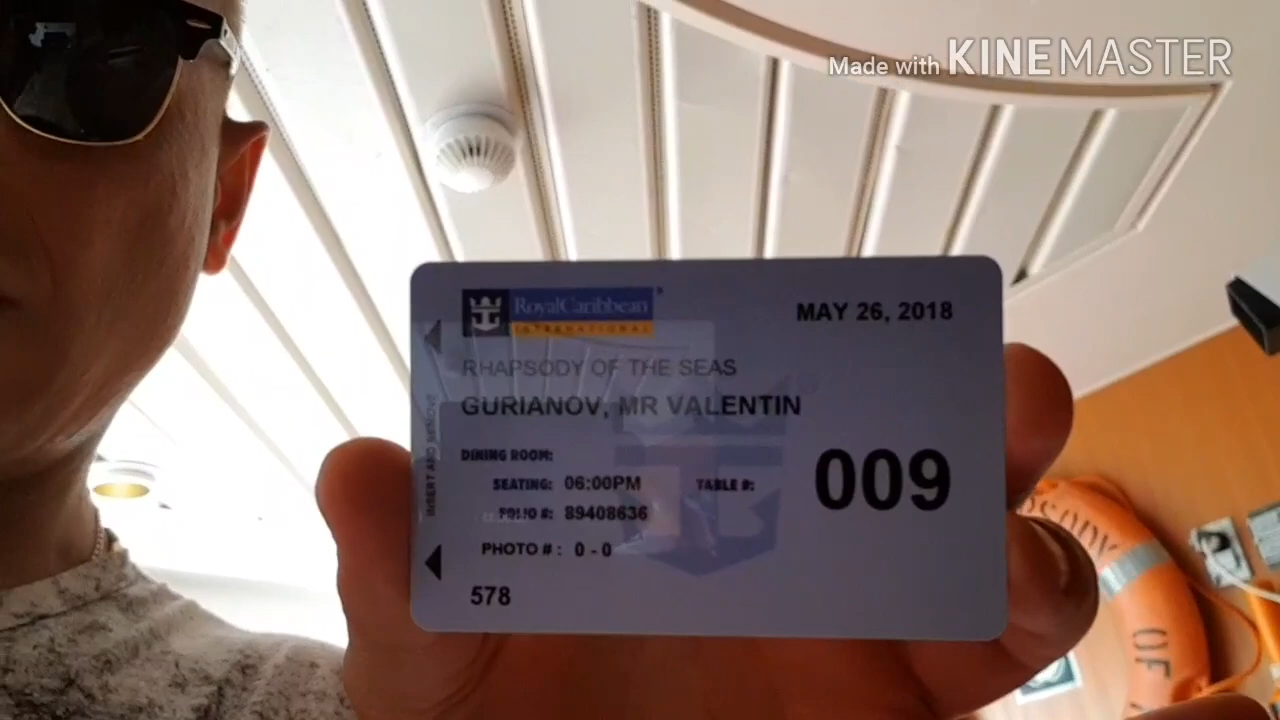 Made with KINEMASTER
RoyalCaribbean
INTERNATIONAL
MAY 26, 2018
RHAPSODY OF THE SEAS
GURIANOV, MR VALENTIN
DINING ROOM:
SEATING: 06:00PM
TABLE #:
009
FOLIO #: 89408636
PHOTO #: 0 - 0
578
INSERT AND REMOVE
OF